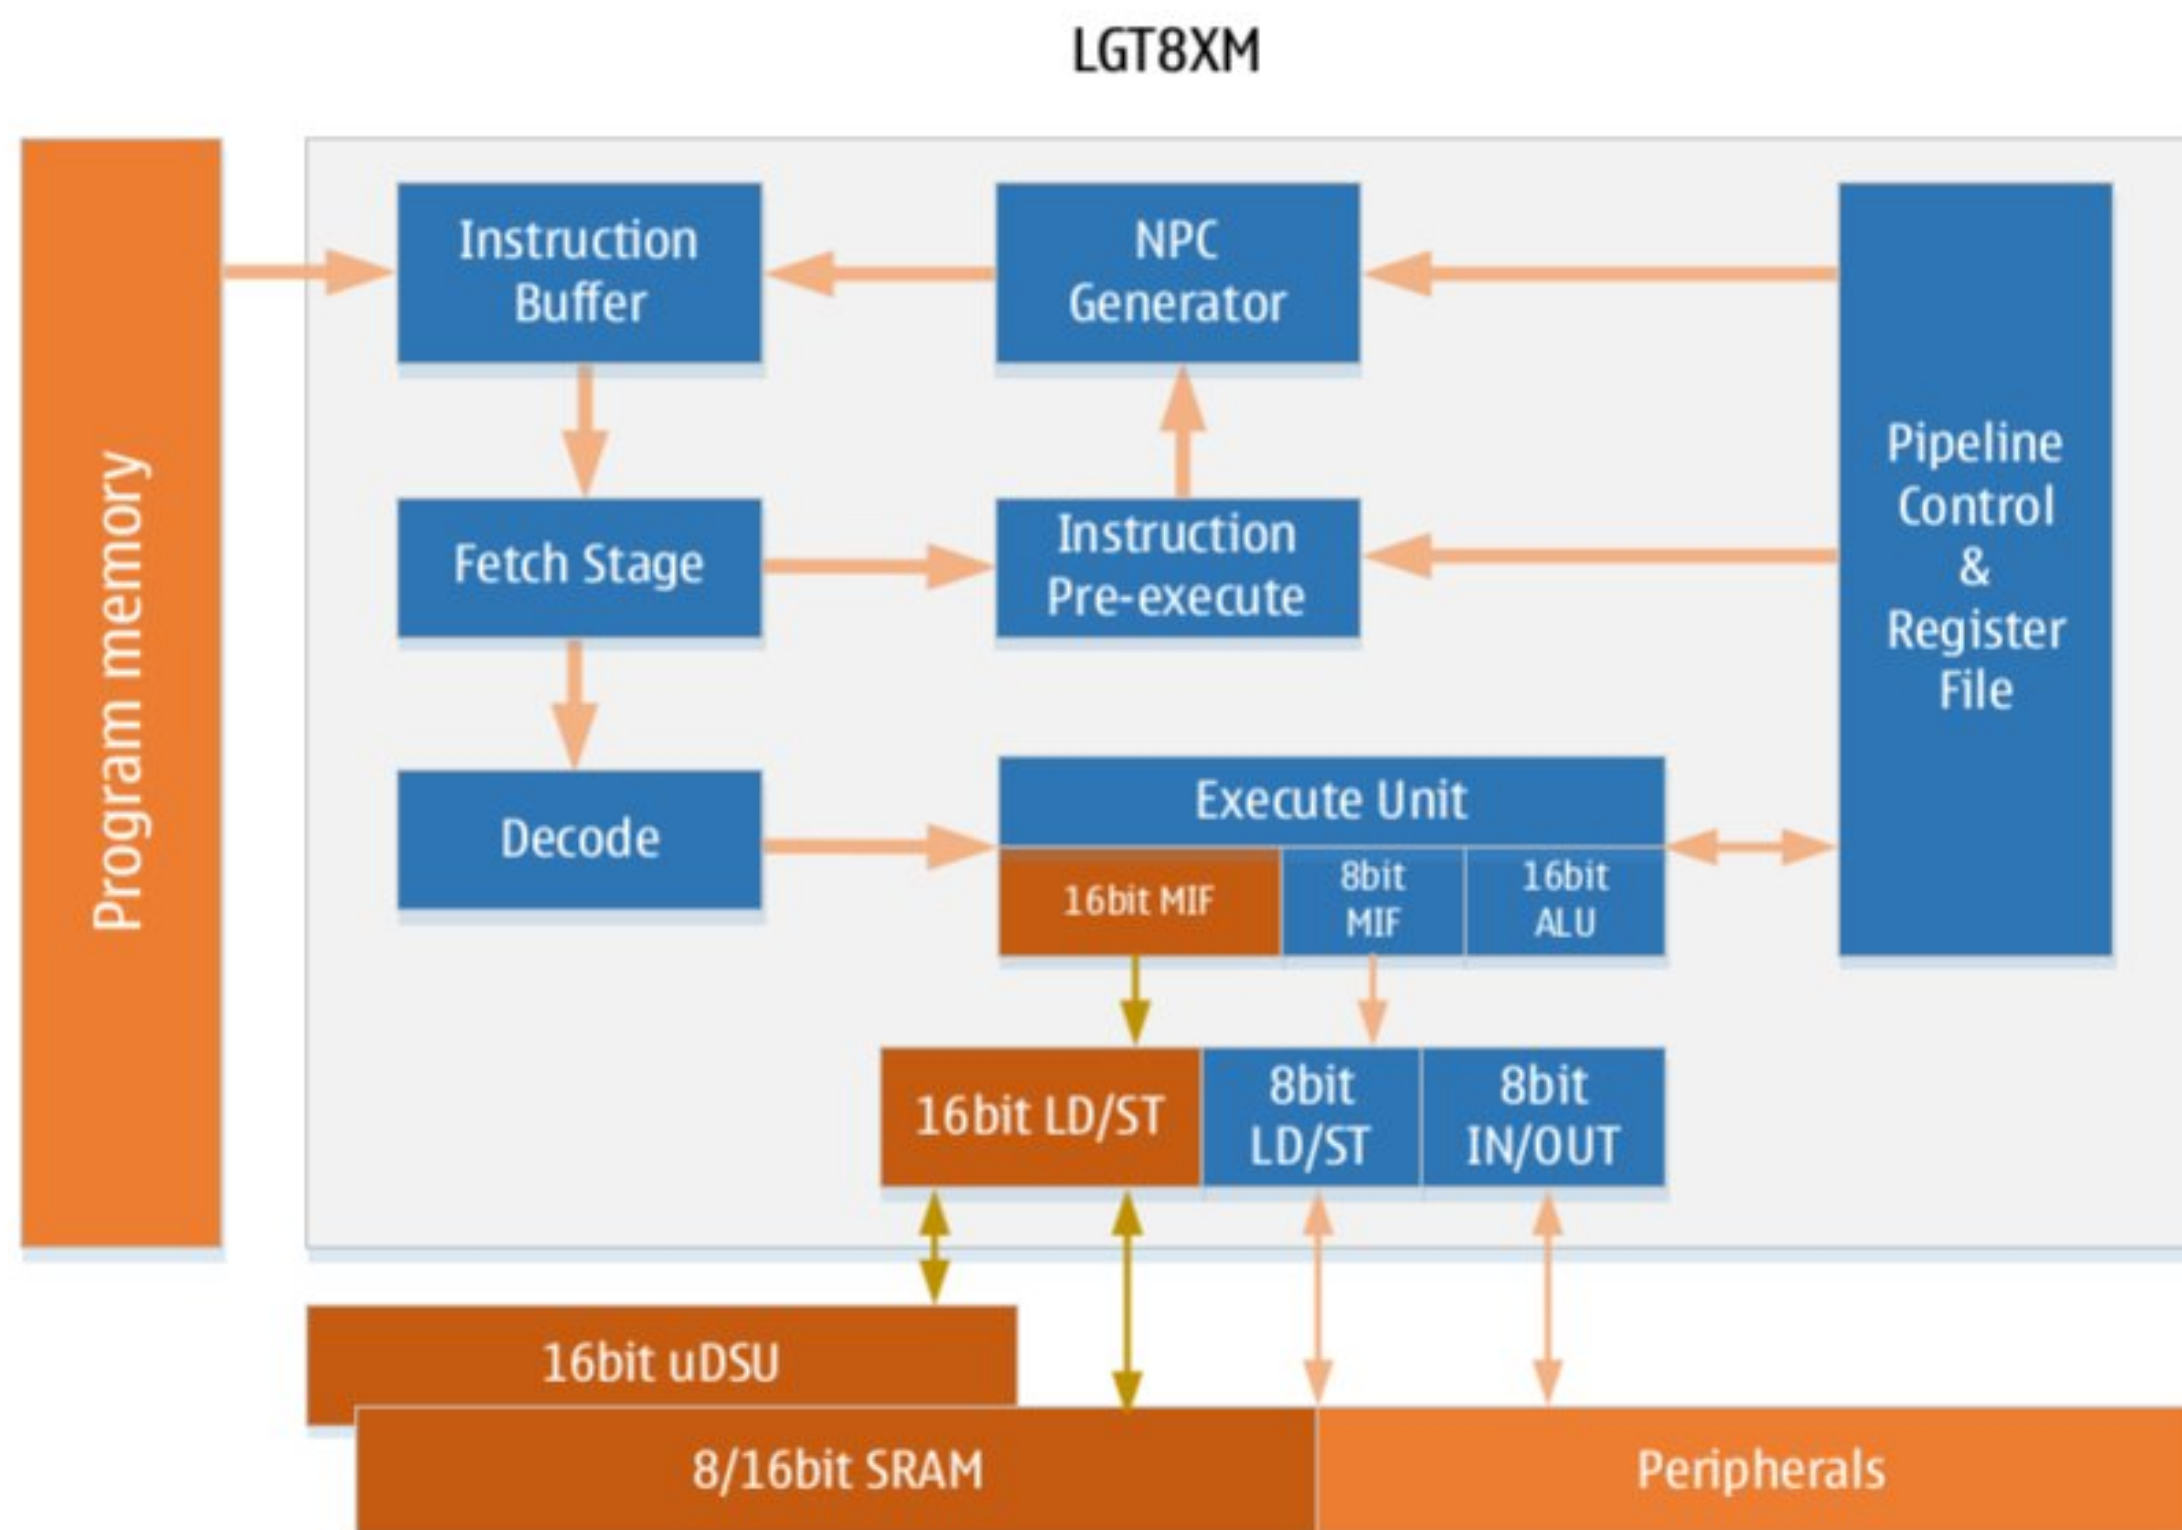 LGT8XM
Program memory
Instruction
Buffer
NPC
Generator
Pipeline
Control
&
Register
File
Fetch Stage
Instruction
Pre-execute
Decode
Execute Unit
16bit MIF
8bit
MIF
16bit
ALU
16bit LD/ST
8bit
LD/ST
8bit
IN/OUT
16bit uDSU
8/16bit SRAM
Peripherals